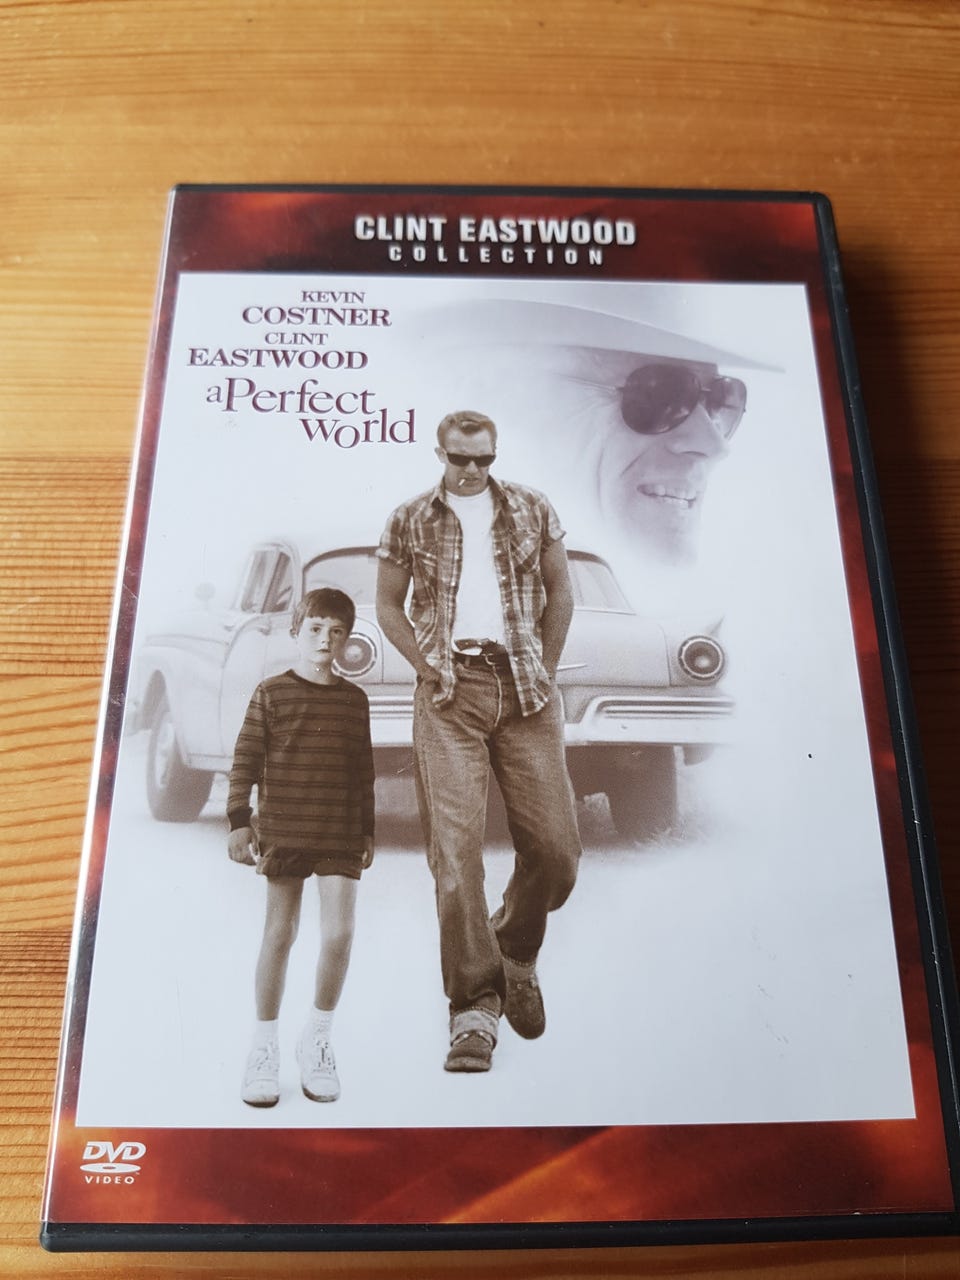 CLINT EASTWOOD
COLLECTION
KEVIN
COSTNER
CLINT
EASTWOOD
a Perfect
world
DVD
VIDEO